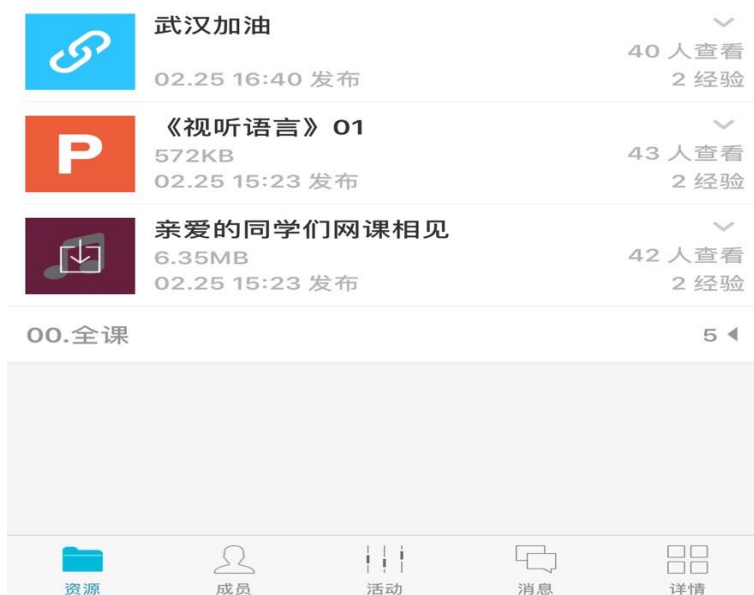 武汉加油
40 人查看
02.25 16:40 发布
2 经验
P
《视听语言》01
572KB
43 人查看
02.25 15:23 发布
2 经验
亲爱的同学们网课相见
6.35MB
42 人查看
02.25 15:23 发布
2 经验
00.全课
5
资源
成员
活动
消息
详情